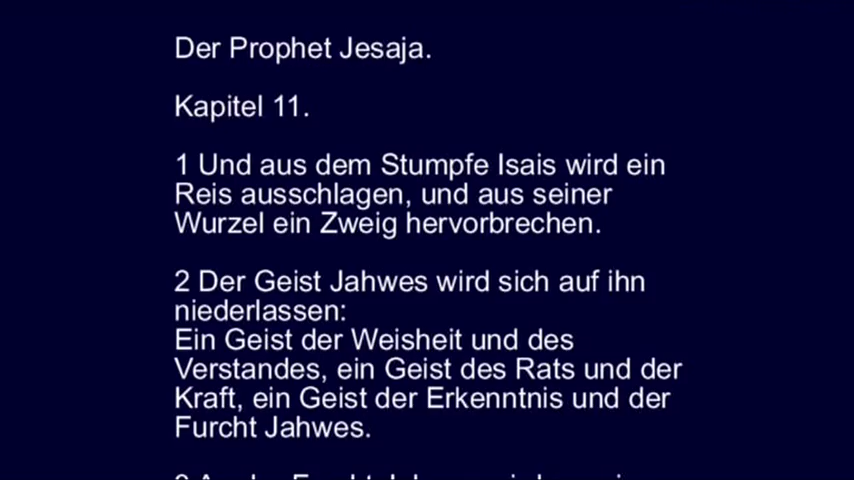 Der Prophet Jesaja.
Kapitel 11.
1 Und aus dem Stumpfe Isais wird ein
Reis ausschlagen, und aus seiner
Wurzel ein Zweig hervorbrechen.
2 Der Geist Jahwes wird sich auf ihn
niederlassen:
Ein Geist der Weisheit und des
Verstandes, ein Geist des Rats und der
Kraft, ein Geist der Erkenntnis und der
Furcht Jahwes.